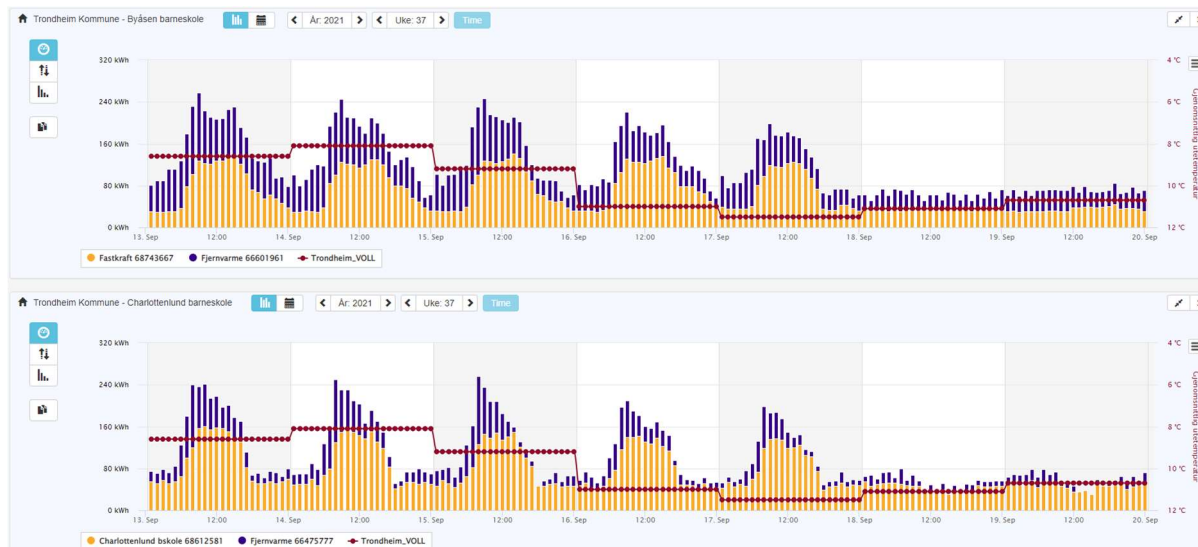 Trondheim Kommune - Byåsen barneskole
År: 2021
Uke: 37
Time
320 kWh
240 kWh
160 kWh
80 kWh
0 kWh
4 °C
6 °C
8 °C
10 °C
12 °C
Gjennomsnittlig utetemperatur
13. Sep 12:00 14. Sep 12:00 15. Sep 12:00 16. Sep 12:00 17. Sep 12:00 18. Sep 12:00 19. Sep 12:00 20. Sep
Fastkraft 68743667 Fjernvarme 66601961 Trondheim_VOLL
Trondheim Kommune - Charlottenlund barneskole
År: 2021
Uke: 37
Time
320 kWh
240 kWh
160 kWh
80 kWh
0 kWh
4 °C
6 °C
8 °C
10 °C
12 °C
Gjennomsnittlig utetemperatur
13. Sep 12:00 14. Sep 12:00 15. Sep 12:00 16. Sep 12:00 17. Sep 12:00 18. Sep 12:00 19. Sep 12:00 20. Sep
Charlottenlund bskole 68612581 Fjernvarme 66475777 Trondheim_VOLL